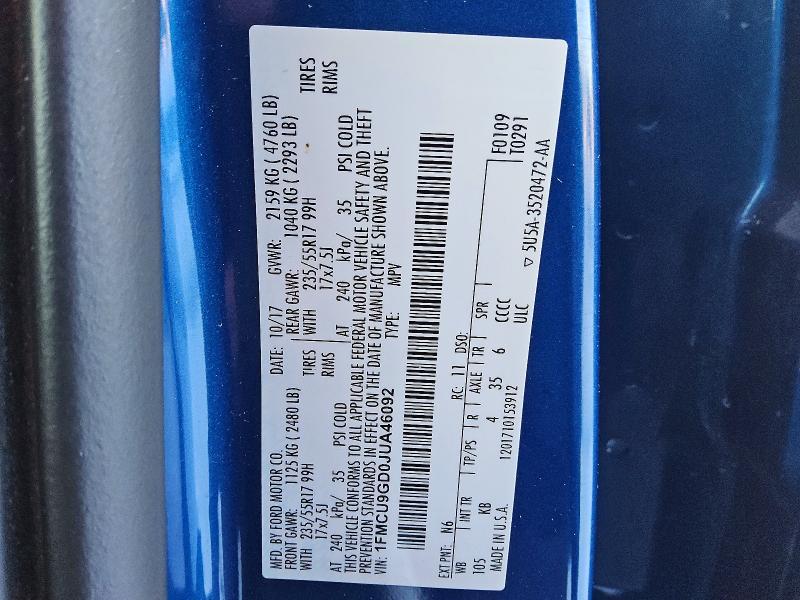 MFD. BY FORD MOTOR CO. DATE: 10/17 GVWR: 2159 KG ( 4760 LB)
FRONT GAWR: 1125 KG ( 2480 LB) REAR GAWR: 1040 KG ( 2293 LB)
WITH 235/55R17 99H TIRES WITH 235/55R17 99H TIRES
17x7.5J RIMS 17x7.5J RIMS
AT 240 kPa/ 35 PSI COLD AT 240 kPa/ 35 PSI COLD
THIS VEHICLE CONFORMS TO ALL APPLICABLE FEDERAL MOTOR VEHICLE SAFETY AND THEFT
PREVENTION STANDARDS IN EFFECT ON THE DATE OF MANUFACTURE SHOWN ABOVE.
VIN: 1FMCU9GD0JUA46092 TYPE: MPV
EXT PNT: N6 RC: 11 DSO: F0109
T0291
WB INT TR TP/PS R AXLE TR SPR
105 KB 4 35 6 CCCC
MADE IN U.S.A. 1201710153912 ULC
▽ 5U5A-3520472-AA